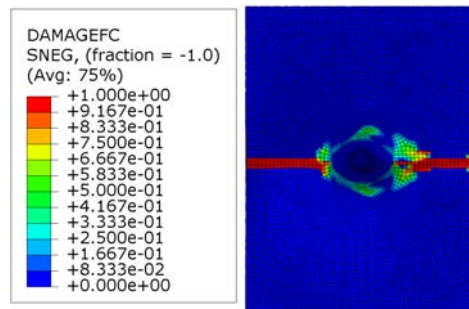 DAMAGEFC
SNEG, (fraction = -1.0)
(Avg: 75%)
+1.000e+00
+9.167e-01
+8.333e-01
+7.500e-01
+6.667e-01
+5.833e-01
+5.000e-01
+4.167e-01
+3.333e-01
+2.500e-01
+1.667e-01
+8.333e-02
+0.000e+00